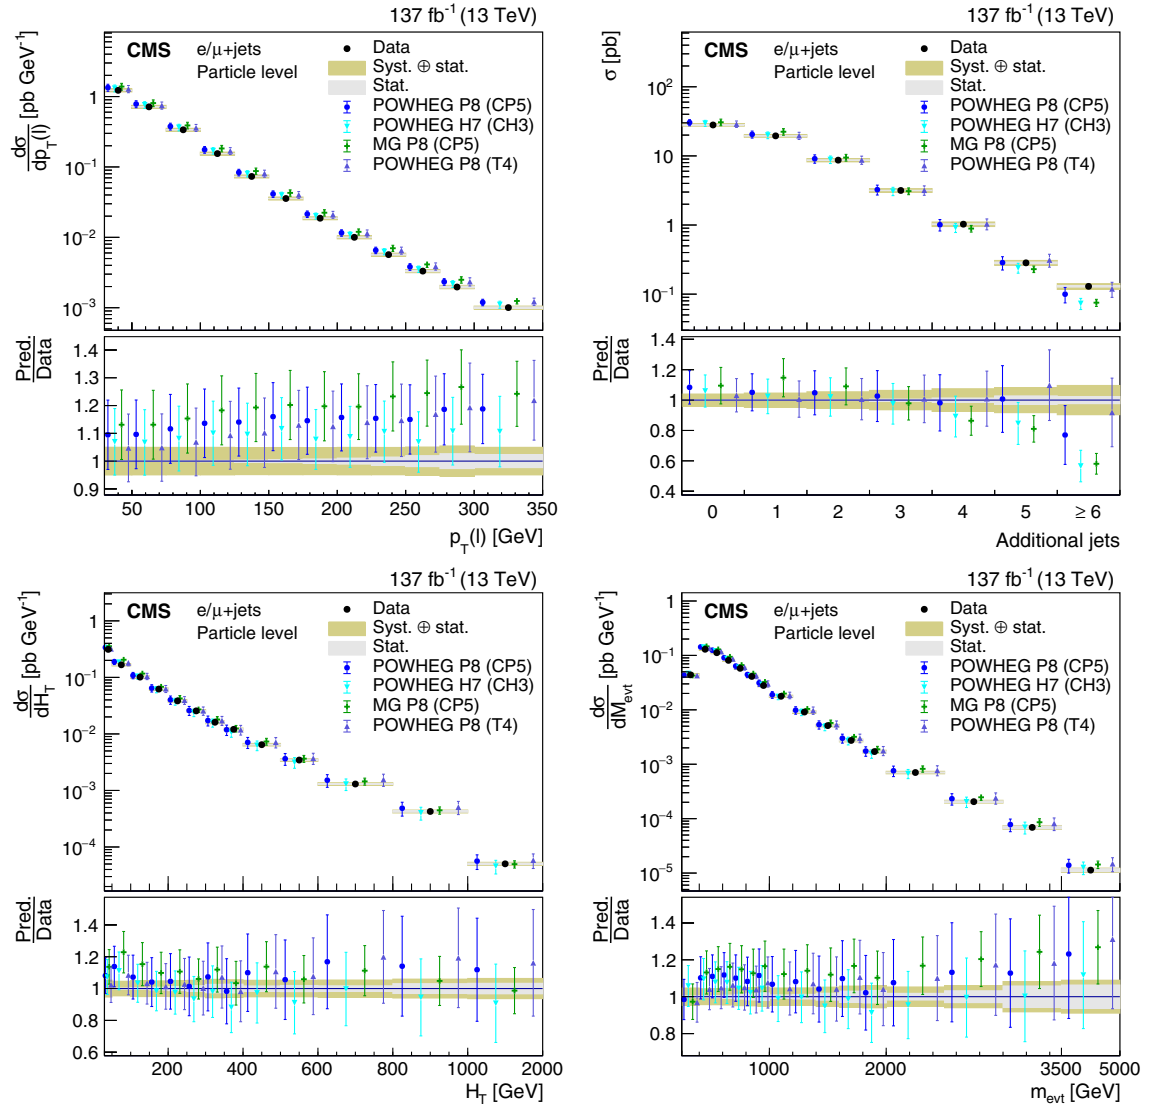 137 fb⁻¹ (13 TeV)
CMS
e/μ+jets
Particle level
Data
Syst. ⊕ stat.
Stat.
POWHEG P8 (CP5)
POWHEG H7 (CH3)
MG P8 (CP5)
POWHEG P8 (T4)
dσ/dp_T(l) [pb GeV⁻¹]
1
10⁻¹
10⁻²
10⁻³
Pred./Data
1.4
1.3
1.2
1.1
1
0.9
50 100 150 200 250 300 350
p_T(l) [GeV]
137 fb⁻¹ (13 TeV)
CMS
e/μ+jets
Particle level
Data
Syst. ⊕ stat.
Stat.
POWHEG P8 (CP5)
POWHEG H7 (CH3)
MG P8 (CP5)
POWHEG P8 (T4)
σ [pb]
10²
10
1
10⁻¹
Pred./Data
1.4
1.2
1.0
0.8
0.6
0.4
0 1 2 3 4 5 ≥ 6
Additional jets
137 fb⁻¹ (13 TeV)
CMS
e/μ+jets
Particle level
Data
Syst. ⊕ stat.
Stat.
POWHEG P8 (CP5)
POWHEG H7 (CH3)
MG P8 (CP5)
POWHEG P8 (T4)
dσ/dH_T [pb GeV⁻¹]
1
10⁻¹
10⁻²
10⁻³
10⁻⁴
Pred./Data
1.4
1.2
1.0
0.8
0.6
200 400 600 800 1000 2000
H_T [GeV]
137 fb⁻¹ (13 TeV)
CMS
e/μ+jets
Particle level
Data
Syst. ⊕ stat.
Stat.
POWHEG P8 (CP5)
POWHEG H7 (CH3)
MG P8 (CP5)
POWHEG P8 (T4)
dσ/dM_evt [pb GeV⁻¹]
1
10⁻¹
10⁻²
10⁻³
10⁻⁴
10⁻⁵
Pred./Data
1.4
1.2
1
0.8
1000 2000 3500 5000
m_evt [GeV]